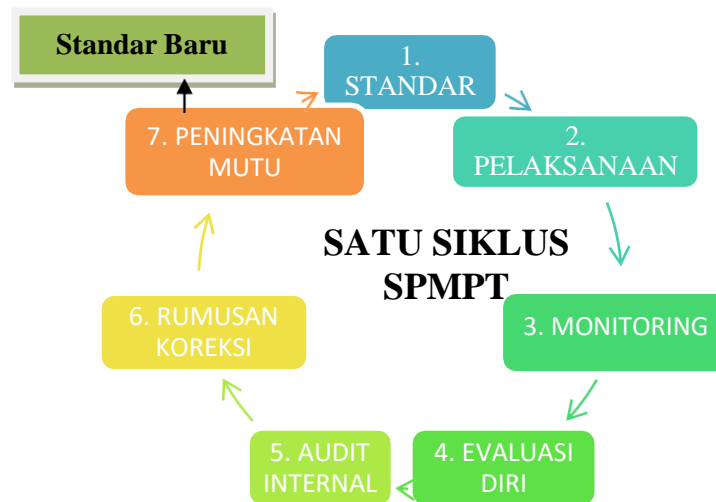 Standar Baru
1.
STANDAR
2.
PELAKSANAAN
3. MONITORING
4. EVALUASI
DIRI
5. AUDIT
INTERNAL
6. RUMUSAN
KOREKSI
7. PENINGKATAN
MUTU
SATU SIKLUS
SPMPT